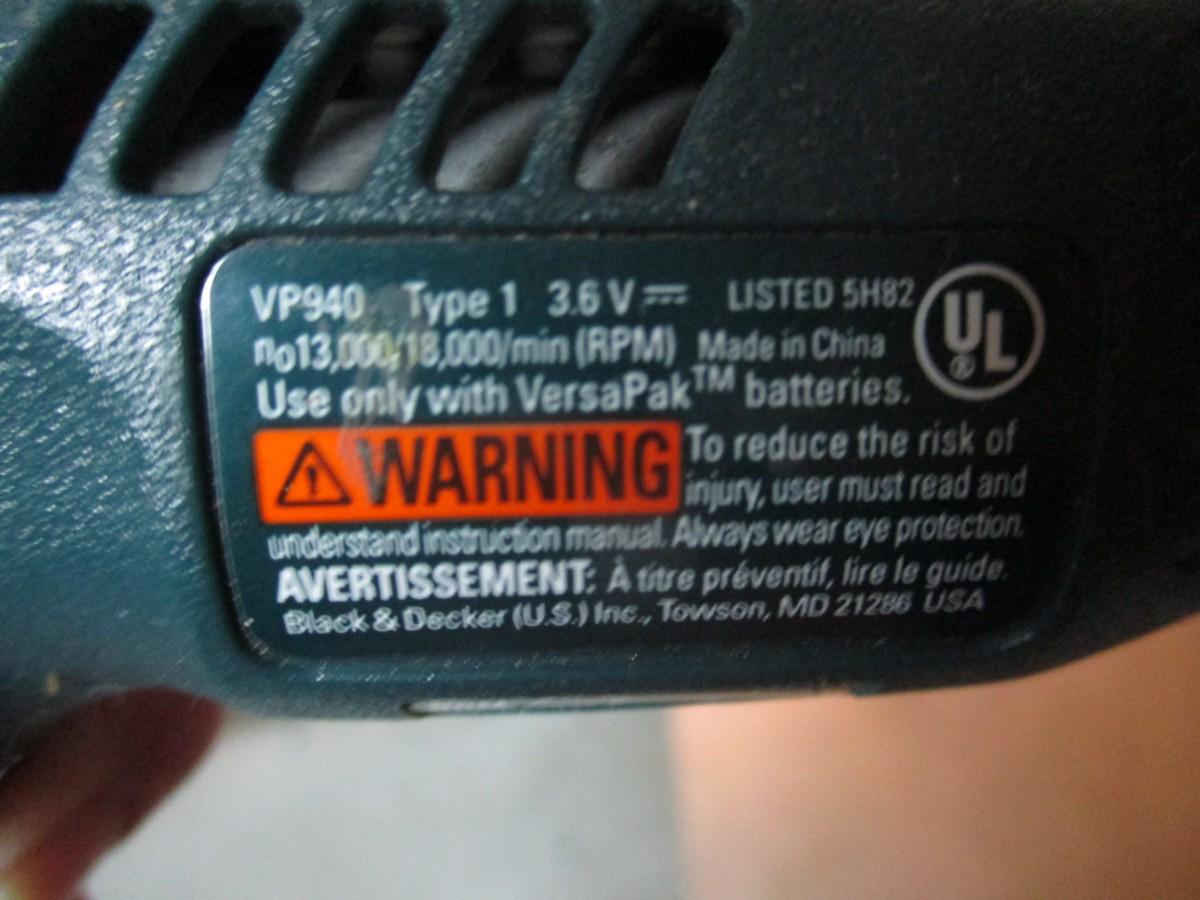 VP940 Type 1 3.6 V LISTED 5H82
UL ®
no13,000/18,000/min (RPM) Made in China
Use only with VersaPak™ batteries.
WARNING To reduce the risk of
injury, user must read and
understand instruction manual. Always wear eye protection.
AVERTISSEMENT: À titre préventif, lire le guide.
Black & Decker (U.S.) Inc., Towson, MD 21286 USA